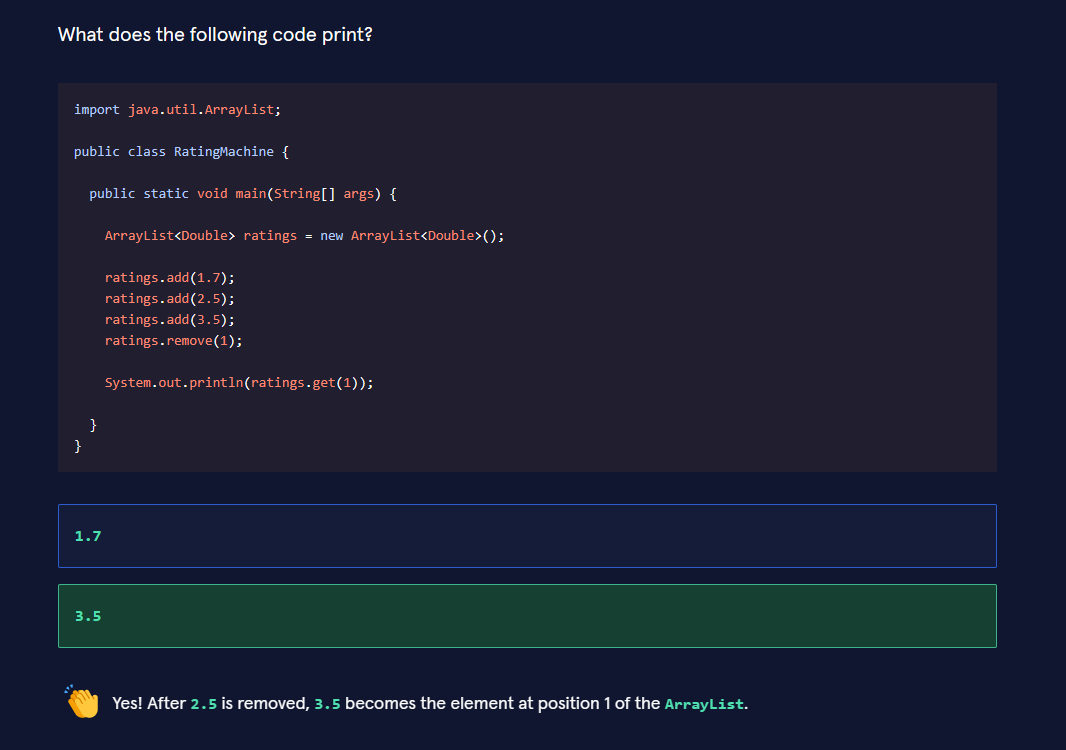 What does the following code print?
import java.util.ArrayList;
public class RatingMachine {
public static void main(String[] args) {
ArrayList<Double> ratings = new ArrayList<Double>();
ratings.add(1.7);
ratings.add(2.5);
ratings.add(3.5);
ratings.remove(1);
System.out.println(ratings.get(1));
}
}
1.7
3.5
Yes! After 2.5 is removed, 3.5 becomes the element at position 1 of the ArrayList.